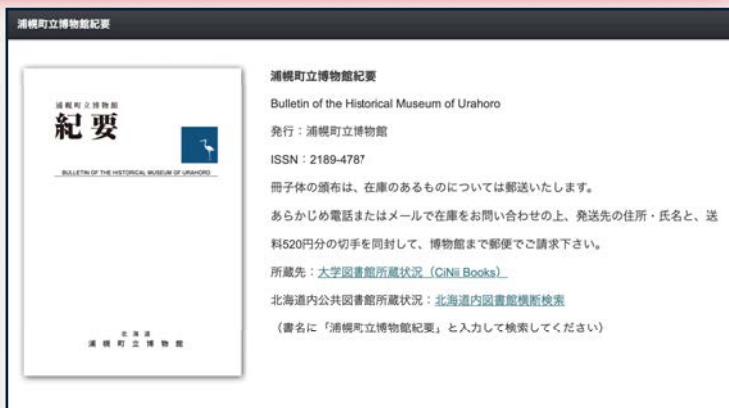 浦幌町立博物館紀要
浦幌町立博物館
紀要
BULLETIN OF THE HISTORICAL MUSEUM OF URAHORO
北海道
浦幌町立博物館
浦幌町立博物館紀要
Bulletin of the Historical Museum of Urahoro
発行：浦幌町立博物館
ISSN：2189-4787
冊子体の頒布は、在庫のあるものについては郵送いたします。
あらかじめ電話またはメールで在庫をお問い合わせの上、発送先の住所・氏名と、送
料520円分の切手を同封して、博物館まで郵便でご請求下さい。
所蔵先：大学図書館所蔵状況（CiNii Books）
北海道内公共図書館所蔵状況：北海道内図書館横断検索
（書名に「浦幌町立博物館紀要」と入力して検索してください）